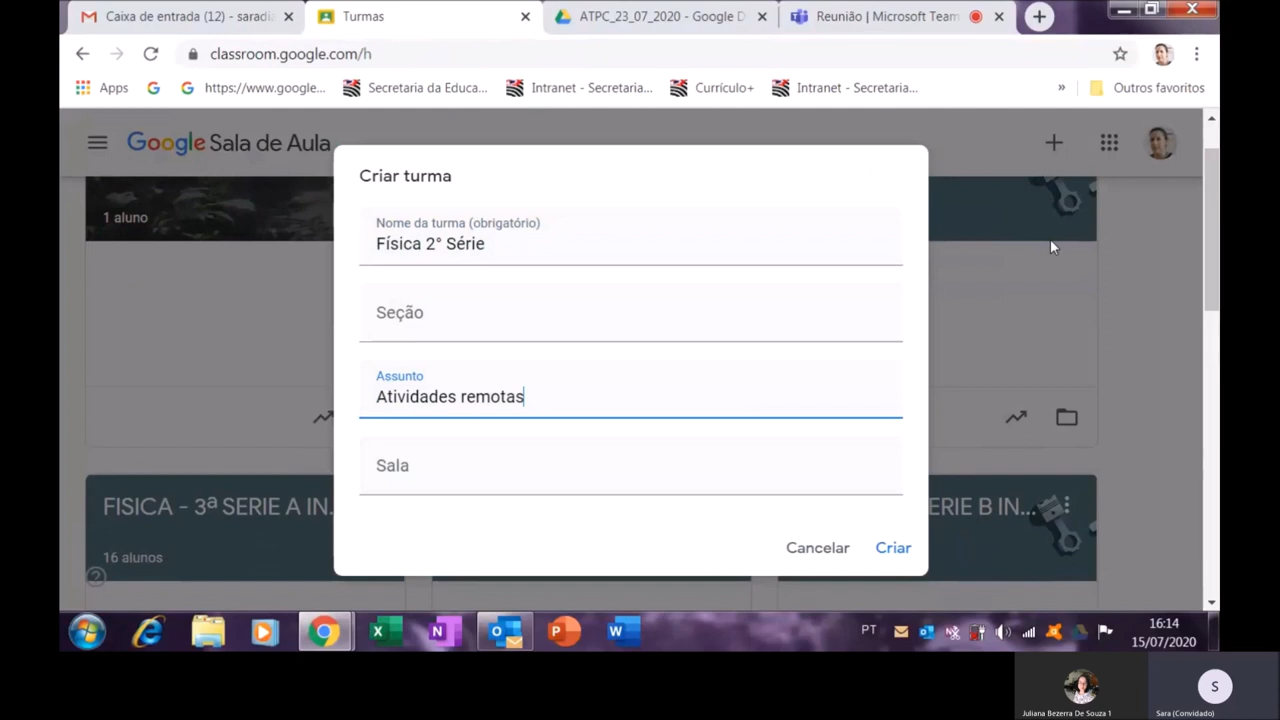 Caixa de entrada (12) - saradia
Turmas
ATPC_23_07_2020 - Google D
Reunião | Microsoft Team
classroom.google.com/h
Apps
https://www.google...
Secretaria da Educa...
Intranet - Secretaria...
Currículo+
Intranet - Secretaria...
»
Outros favoritos
Google Sala de Aula
1 aluno
Criar turma
Nome da turma (obrigatório)
Física 2° Série
Seção
Assunto
Atividades remotas
Sala
Cancelar
Criar
FISICA - 3ª SERIE A IN...
ERIE B IN...
16 alunos
PT
16:14
15/07/2020
S
Juliana Bezerra De Souza 1
Sara (Convidado)